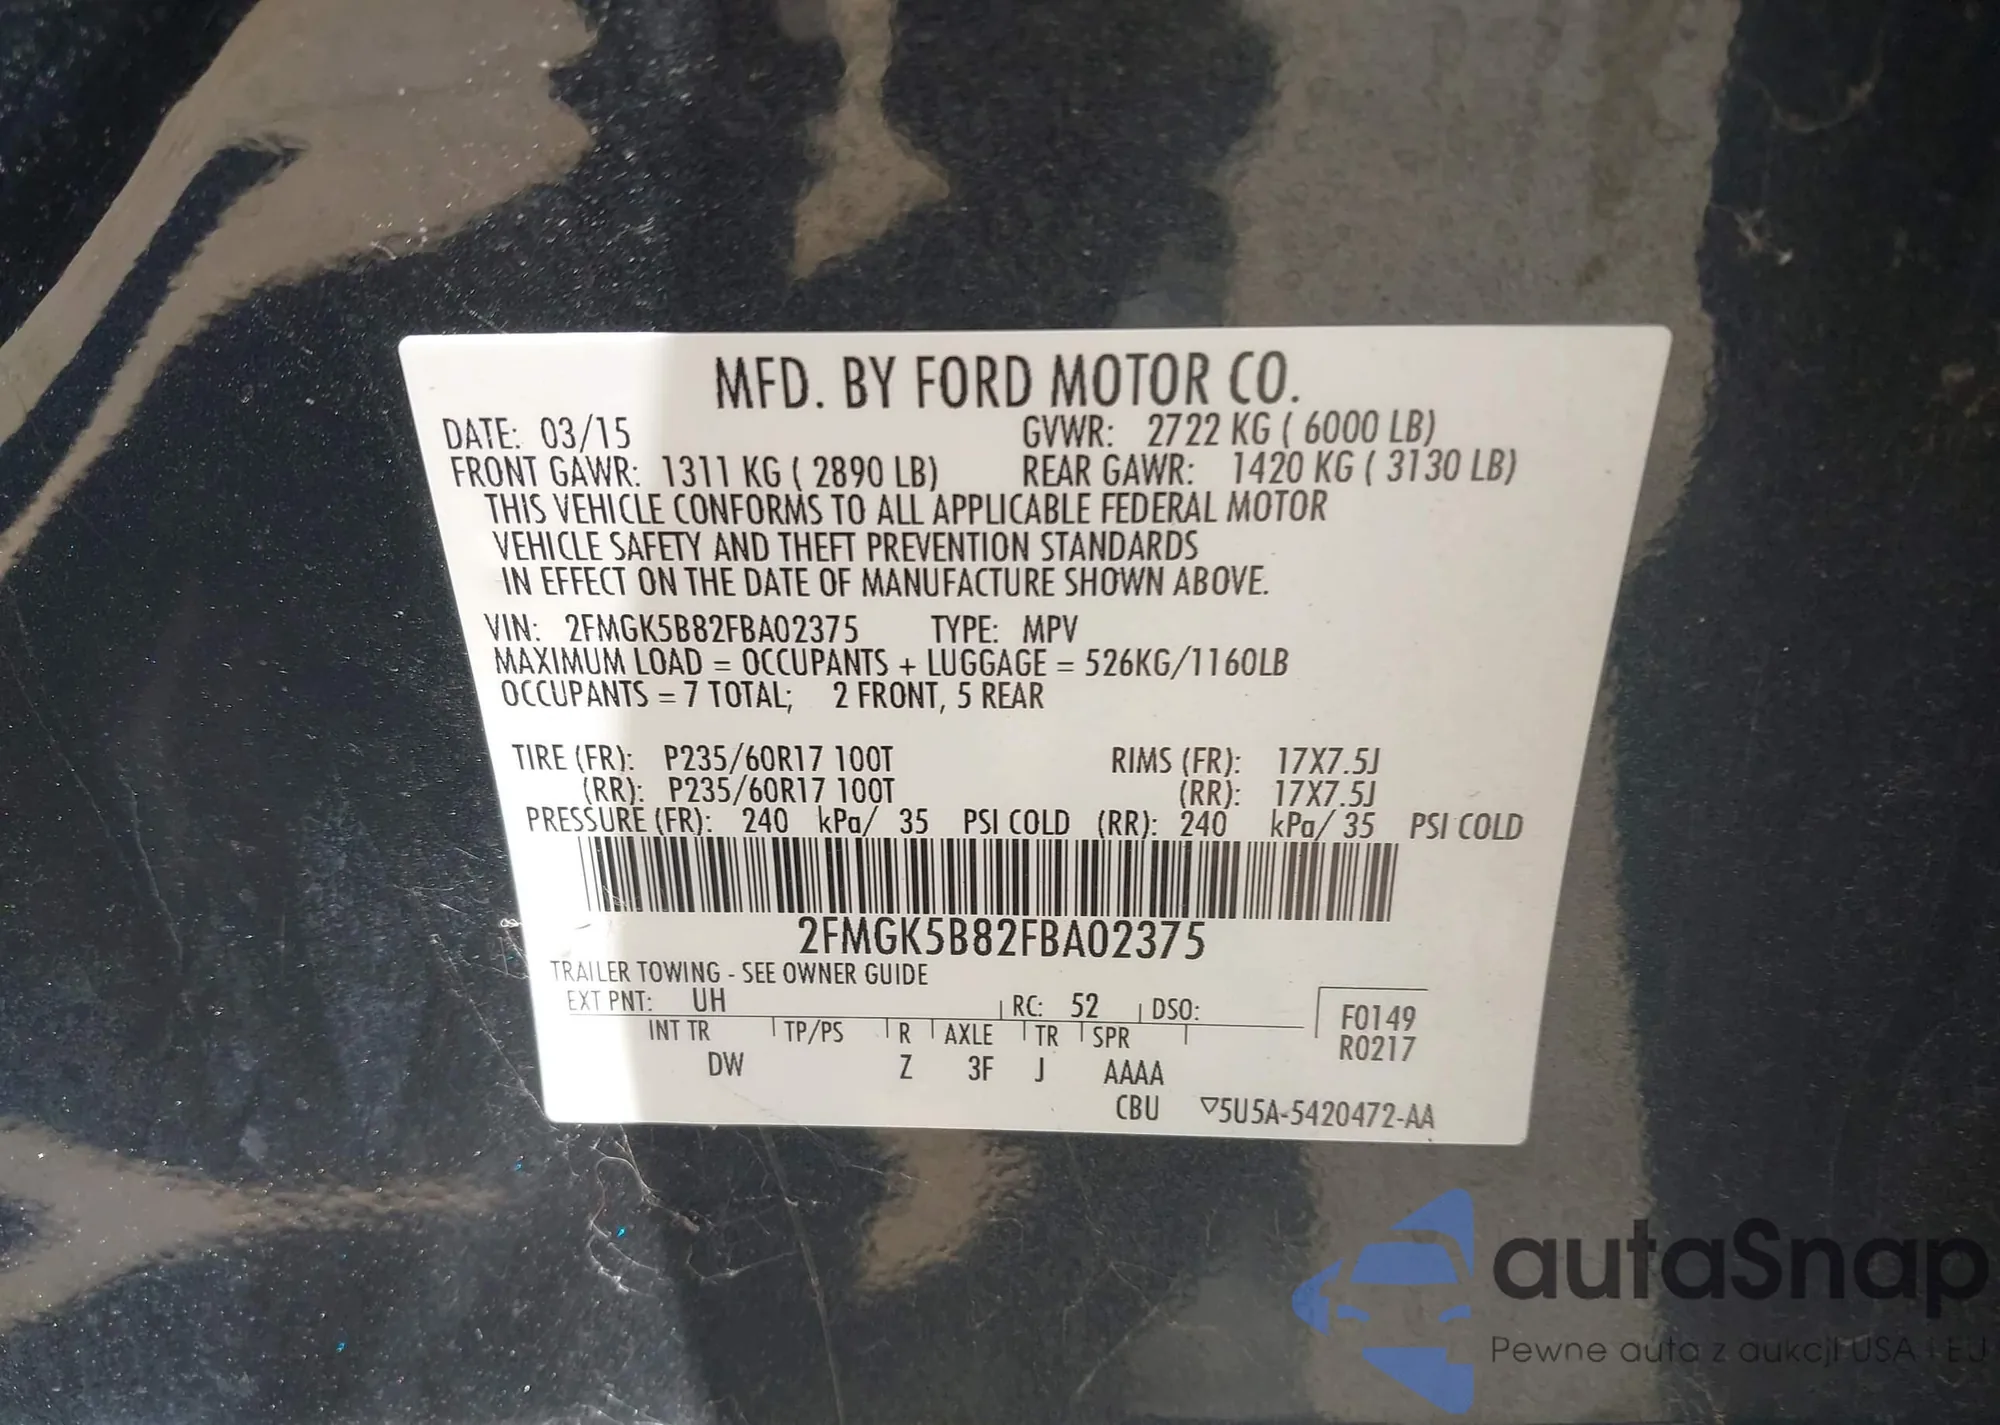 MFD. BY FORD MOTOR CO.
DATE: 03/15 GVWR: 2722 KG ( 6000 LB)
FRONT GAWR: 1311 KG ( 2890 LB) REAR GAWR: 1420 KG ( 3130 LB)
THIS VEHICLE CONFORMS TO ALL APPLICABLE FEDERAL MOTOR
VEHICLE SAFETY AND THEFT PREVENTION STANDARDS
IN EFFECT ON THE DATE OF MANUFACTURE SHOWN ABOVE.
VIN: 2FMGK5B82FBA02375 TYPE: MPV
MAXIMUM LOAD = OCCUPANTS + LUGGAGE = 526KG/1160LB
OCCUPANTS = 7 TOTAL; 2 FRONT, 5 REAR
TIRE (FR): P235/60R17 100T RIMS (FR): 17X7.5J
(RR): P235/60R17 100T (RR): 17X7.5J
PRESSURE (FR): 240 kPa/ 35 PSI COLD (RR): 240 kPa/ 35 PSI COLD
2FMGK5B82FBA02375
TRAILER TOWING - SEE OWNER GUIDE
EXT PNT: UH RC: 52 DSO: F0149
INT TR TP/PS R AXLE TR SPR R0217
DW Z 3F J AAAA
CBU ▽5U5A-5420472-AA
autaSnap
Pewne auta z aukcji USA i EU